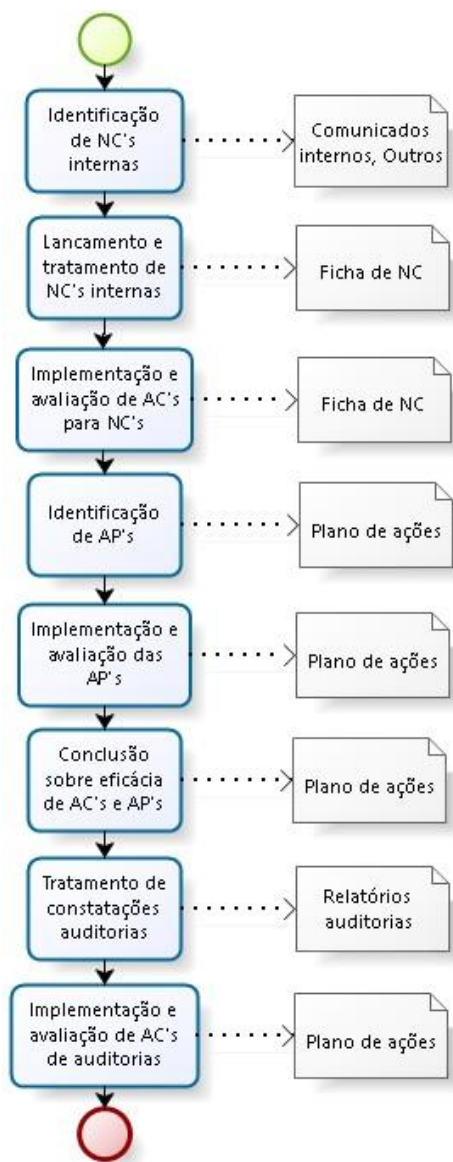 Identificação
de NC's
internas
Comunicados
internos, Outros
Lancamento e
tratamento de
NC's internas
Ficha de NC
Implementação e
avaliação de AC's
para NC's
Ficha de NC
Identificação
de AP's
Plano de ações
Implementação e
avaliação das
AP's
Plano de ações
Conclusão
sobre eficácia
de AC's e AP's
Plano de ações
Tratamento de
constatações
auditorias
Relatórios
auditorias
Implementação e
avaliação de AC's
de auditorias
Plano de ações